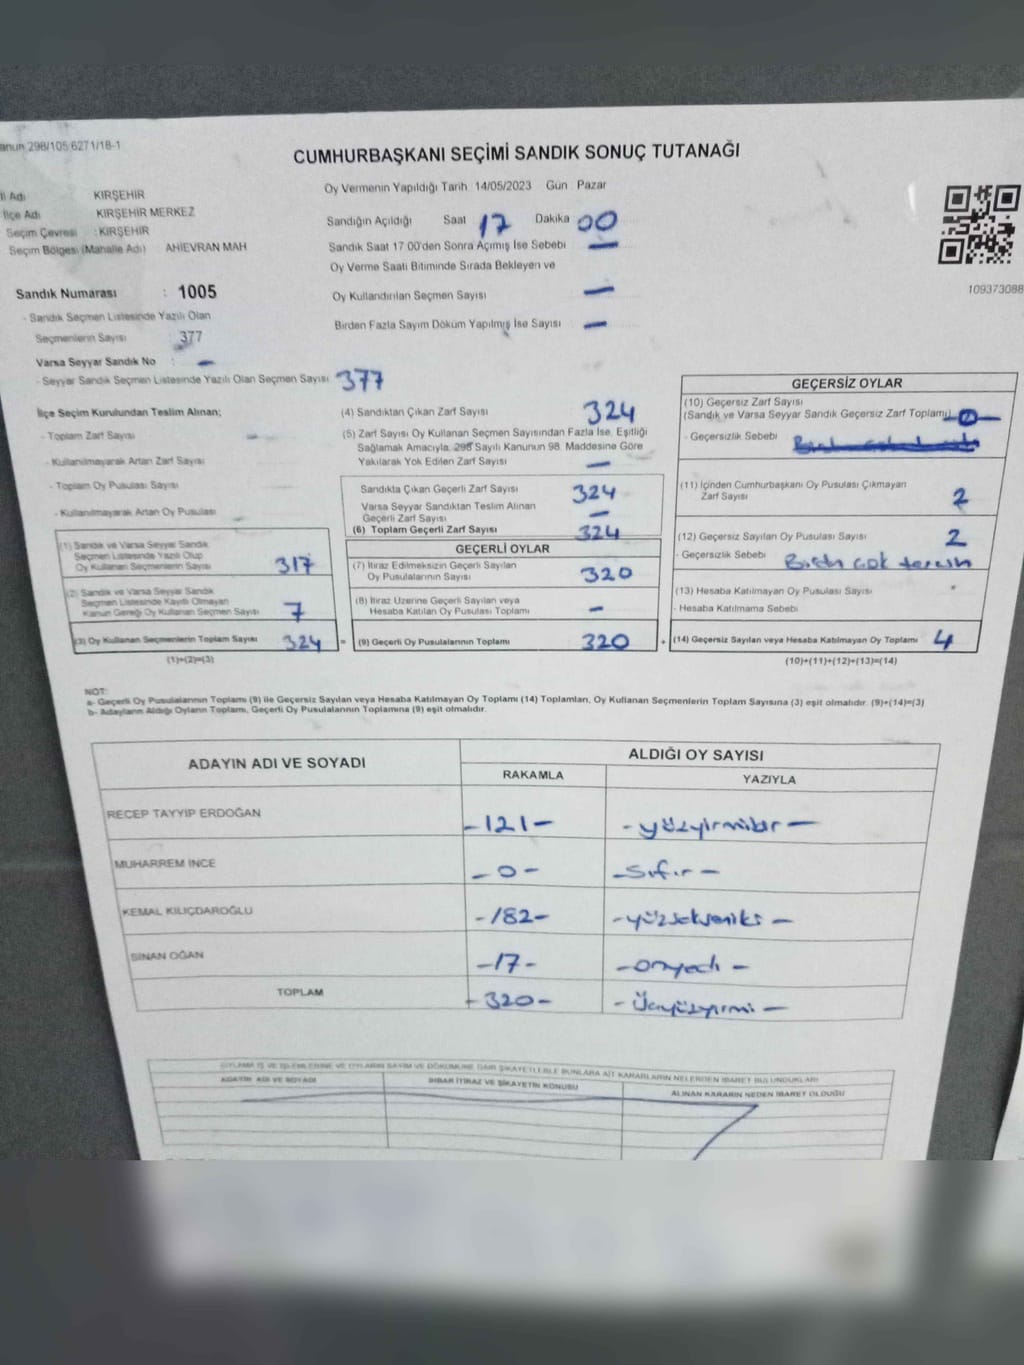 anun 298/105 6271/18-1
CUMHURBAŞKANI SEÇİMİ SANDIK SONUÇ TUTANAĞI
İl Adı KIRŞEHİR
İlçe Adı KIRŞEHİR MERKEZ
Seçim Çevresi : KIRŞEHİR
Seçim Bölgesi (Mahalle Adı) AHİEVRAN MAH
Oy Vermenin Yapıldığı Tarih 14/05/2023 Gün Pazar
Sandığın Açıldığı Saat 17 Dakika 00
Sandık Saat 17 00'den Sonra Açımış İse Sebebi —
Oy Verme Saati Bitiminde Sırada Bekleyen ve
Oy Kullandırılan Seçmen Sayısı —
Birden Fazla Sayım Döküm Yapılmış İse Sayısı —
109373088
Sandık Numarası : 1005
- Sandık Seçmen Listesinde Yazılı Olan
Seçmenlerin Sayısı : 377
Varsa Seyyar Sandık No : —
- Seyyar Sandık Seçmen Listesinde Yazılı Olan Seçmen Sayısı 377
İlçe Seçim Kurulundan Teslim Alınan;
- Toplam Zarf Sayısı —
- Kullanılmayarak Artan Zarf Sayısı
- Toplam Oy Pusulası Sayısı
- Kullanılmayarak Artan Oy Pusulası —
(1) Sandık ve Varsa Seyyar Sandık
Seçmen Listesinde Yazılı Olup
Oy Kullanan Seçmenlerin Sayısı 317
(2) Sandık ve Varsa Seyyar Sandık
Seçmen Listesinde Kayıtlı Olmayan
Kanun Gereği Oy Kullanan Seçmen Sayısı 7
(3) Oy Kullanan Seçmenlerin Toplam Sayısı 324 =
(1)+(2)=(3)
(4) Sandıktan Çıkan Zarf Sayısı 324
(5) Zarf Sayısı Oy Kullanan Seçmen Sayısından Fazla İse, Eşitliği
Sağlamak Amacıyla, 298 Sayılı Kanunun 98. Maddesine Göre
Yakılarak Yok Edilen Zarf Sayısı —
Sandıkta Çıkan Geçerli Zarf Sayısı 324
Varsa Seyyar Sandıktan Teslim Alınan
Geçerli Zarf Sayısı —
(6) Toplam Geçerli Zarf Sayısı 324
GEÇERLİ OYLAR
(7) İtiraz Edilmeksizin Geçerli Sayılan
Oy Pusulalarının Sayısı 320
(8) İtiraz Üzerine Geçerli Sayılan veya
Hesaba Katılan Oy Pusulası Toplamı —
(9) Geçerli Oy Pusulalarının Toplamı 320 +
GEÇERSİZ OYLAR
(10) Geçersiz Zarf Sayısı
(Sandık ve Varsa Seyyar Sandık Geçersiz Zarf Toplamı) —0—
- Geçersizlik Sebebi
(11) İçinden Cumhurbaşkanı Oy Pusulası Çıkmayan
Zarf Sayısı 2
(12) Geçersiz Sayılan Oy Pusulası Sayısı 2
- Geçersizlik Sebebi Birden çok tercih
(13) Hesaba Katılmayan Oy Pusulası Sayısı
- Hesaba Katılmama Sebebi
(14) Geçersiz Sayılan veya Hesaba Katılmayan Oy Toplamı 4
(10)+(11)+(12)+(13)=(14)
NOT:
a- Geçerli Oy Pusulalarının Toplamı (9) ile Geçersiz Sayılan veya Hesaba Katılmayan Oy Toplamı (14) Toplamları, Oy Kullanan Seçmenlerin Toplam Sayısına (3) eşit olmalıdır. (9)+(14)=(3)
b- Adayların Aldığı Oyların Toplamı, Geçerli Oy Pusulalarının Toplamına (9) eşit olmalıdır.
ADAYIN ADI VE SOYADI ALDIĞI OY SAYISI
RAKAMLA YAZIYLA
RECEP TAYYİP ERDOĞAN -121- -yüzyirmibir-
MUHARREM İNCE -0- -Sıfır-
KEMAL KILIÇDAROĞLU -182- -yüzsekseniki-
SİNAN OĞAN -17- -onyedi-
TOPLAM -320- -Üçyüzyirmi-
OYLAMA İŞ VE İŞLEMLERİNE VE OYLARIN SAYIM VE DÖKÜMÜNE DAİR ŞİKAYETLERLE BUNLARA AİT KARARLARIN NELERDEN İBARET BULUNDUKLARI
ADAYIN ADI VE SOYADI İHBAR İTİRAZ VE ŞİKAYETİN KONUSU ALINAN KARARIN NEDEN İBARET OLDUĞU